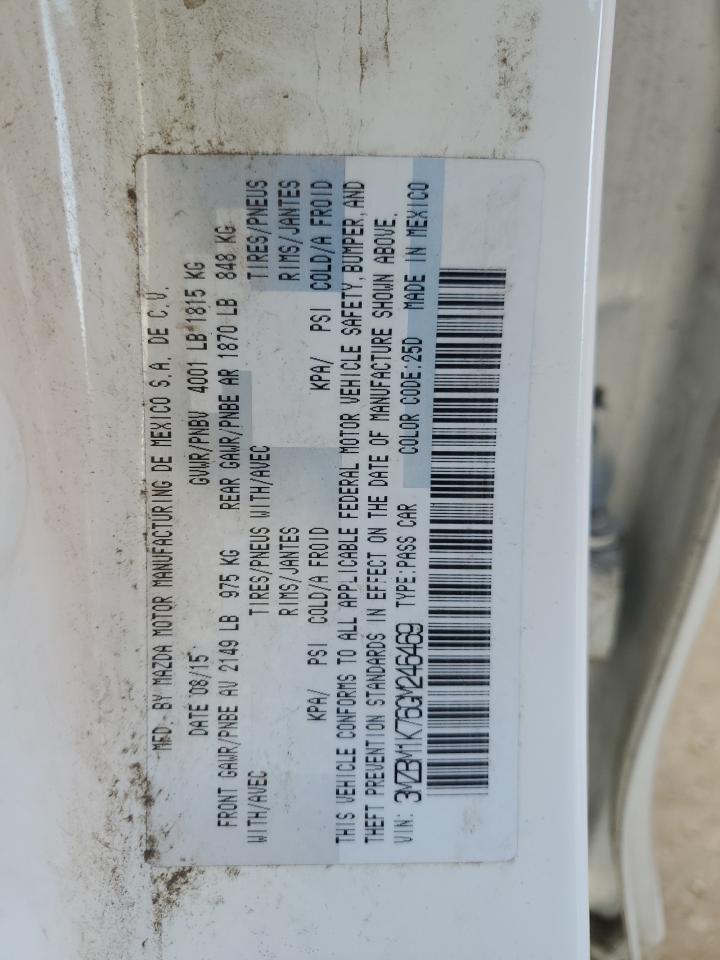 MFD. BY MAZDA MOTOR MANUFACTURING DE MEXICO S.A. DE C.V.
DATE 08/15 GVWR/PNBV 4001 LB 1815 KG
FRONT GAWR/PNBE AV 2149 LB 975 KG REAR GAWR/PNBE AR 1870 LB 848 KG
WITH/AVEC TIRES/PNEUS WITH/AVEC TIRES/PNEUS
RIMS/JANTES RIMS/JANTES
KPA/ PSI COLD/A FROID KPA/ PSI COLD/A FROID
THIS VEHICLE CONFORMS TO ALL APPLICABLE FEDERAL MOTOR VEHICLE SAFETY,BUMPER,AND
THEFT PREVENTION STANDARDS IN EFFECT ON THE DATE OF MANUFACTURE SHOWN ABOVE.
VIN: 3MZBM1K76GM246469 TYPE:PASS CAR COLOR CODE:25D MADE IN MEXICO